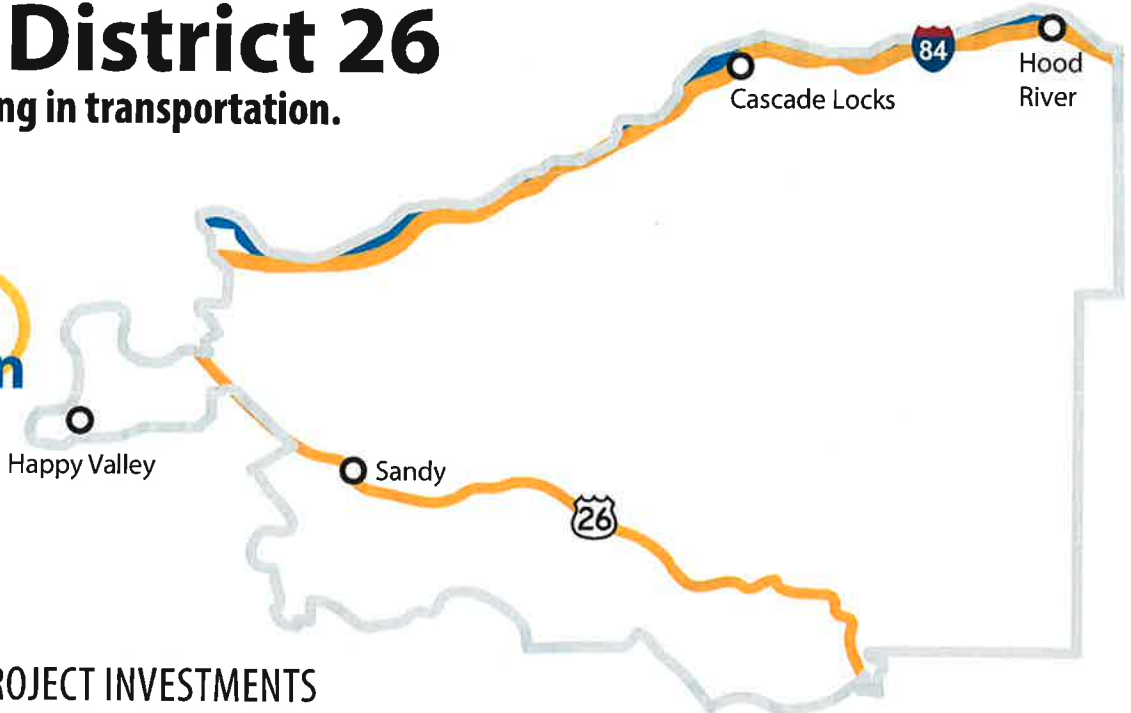 District 26
ng in transportation.
84
Hood
River
Cascade Locks
n
Happy Valley
Sandy
26
ROJECT INVESTMENTS